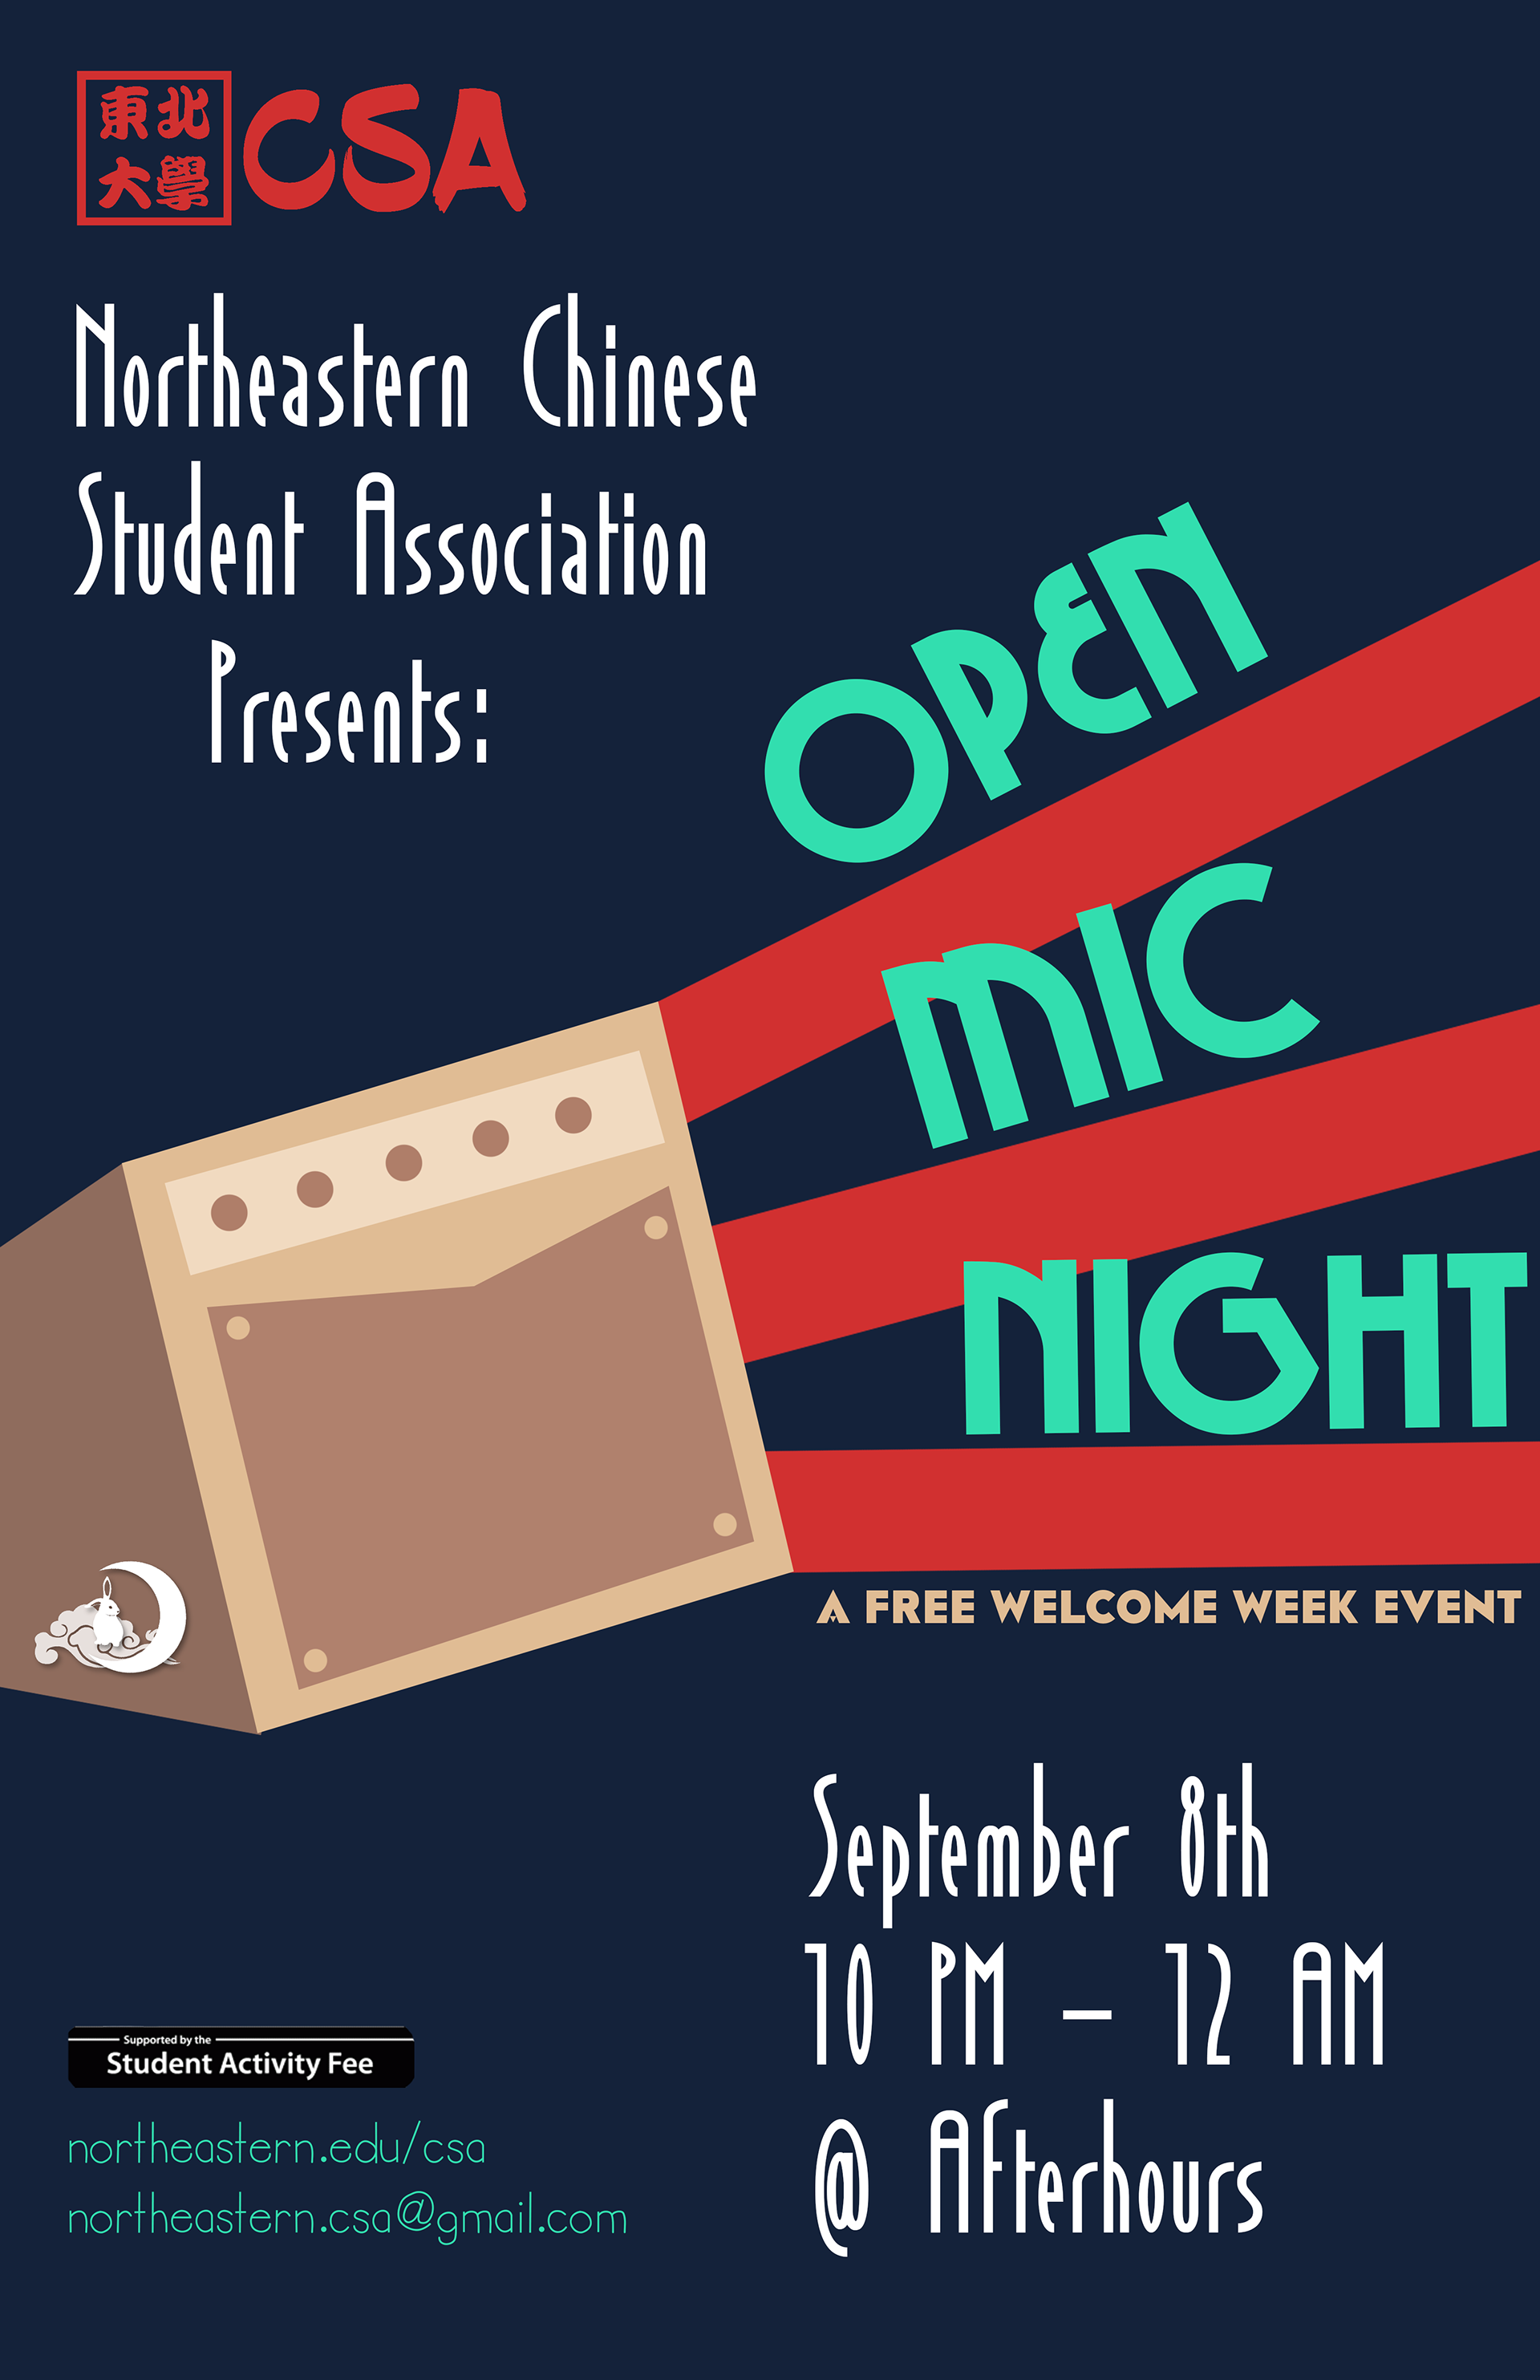 東北
大學
CSA
Northeastern Chinese
Student Association
Presents:
OPEN
MIC
NIGHT
A FREE WELCOME WEEK EVENT
September 8th
10 PM – 12 AM
@ Afterhours
Supported by the
Student Activity Fee
northeastern.edu/csa
northeastern.csa@gmail.com